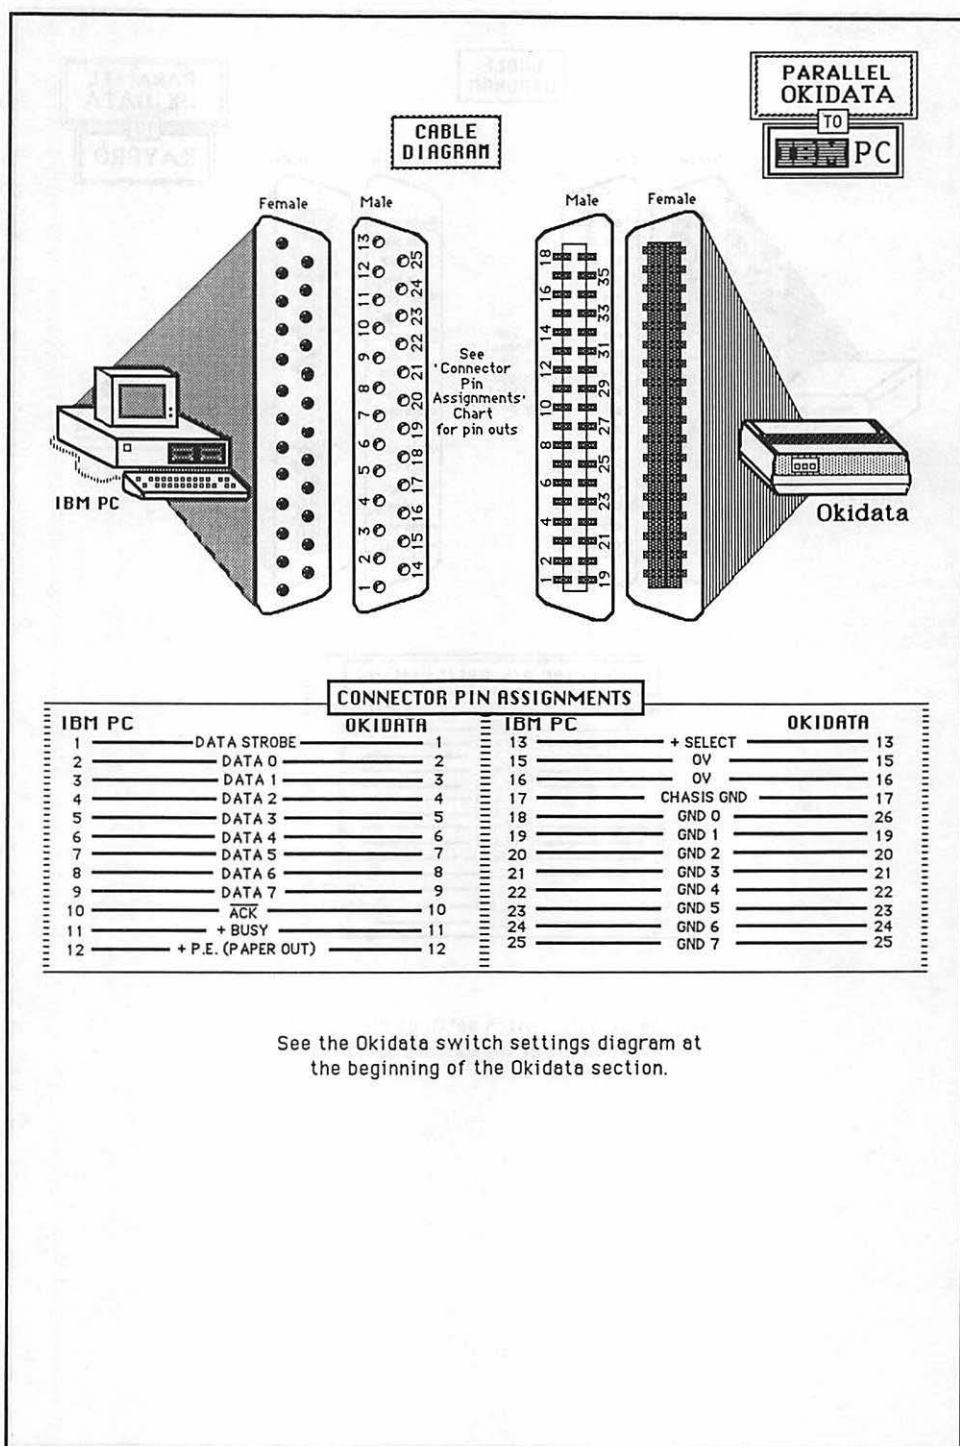 PARALLEL
OKIDATA
TO
IBM PC
CABLE
DIAGRAM
Female
Male
Male
Female
13
12
11
10
9
8
7
6
5
4
3
2
1
25
24
23
22
21
20
19
18
17
16
15
14
See
'Connector
Pin
Assignments'
Chart
for pin outs
18
16
14
12
10
8
6
4
2
1
35
33
31
29
27
25
23
21
19
IBM PC
Okidata
CONNECTOR PIN ASSIGNMENTS
IBM PC OKIDATA
1 DATA STROBE 1
2 DATA 0 2
3 DATA 1 3
4 DATA 2 4
5 DATA 3 5
6 DATA 4 6
7 DATA 5 7
8 DATA 6 8
9 DATA 7 9
10 ACK 10
11 + BUSY 11
12 + P.E. (PAPER OUT) 12
IBM PC OKIDATA
13 + SELECT 13
15 OV 15
16 OV 16
17 CHASIS GND 17
18 GND 0 26
19 GND 1 19
20 GND 2 20
21 GND 3 21
22 GND 4 22
23 GND 5 23
24 GND 6 24
25 GND 7 25
See the Okidata switch settings diagram at
the beginning of the Okidata section.